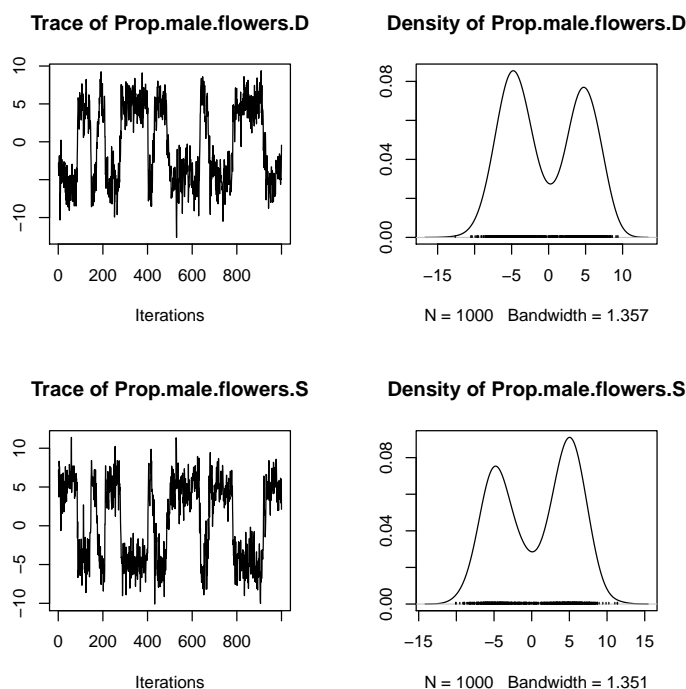 Trace of Prop.male.flowers.D
10
5
0
−10
0 200 400 600 800
Iterations
Density of Prop.male.flowers.D
0.08
0.04
0.00
−15 −5 0 5 10
N = 1000 Bandwidth = 1.357
Trace of Prop.male.flowers.S
10
5
0
−5
−10
0 200 400 600 800
Iterations
Density of Prop.male.flowers.S
0.08
0.04
0.00
−15 −5 0 5 10 15
N = 1000 Bandwidth = 1.351